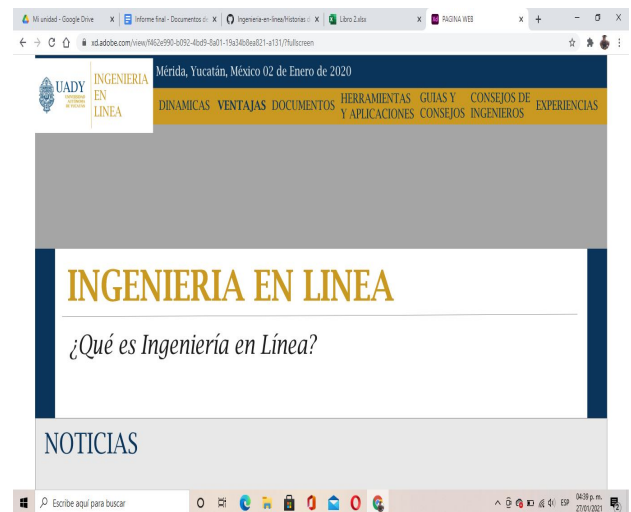 Mi unidad - Google Drive
Informe final - Documentos de
Ingenieria-en-linea/Historias d
Libro 2.xlsx
PAGINA WEB
xd.adobe.com/view/f462e990-b092-4bd9-8a01-19a34b8ea821-a131/?fullscreen
UADY
INGENIERIA
EN
LINEA
Mérida, Yucatán, México 02 de Enero de 2020
DINAMICAS VENTAJAS DOCUMENTOS HERRAMIENTAS Y APLICACIONES GUIAS Y CONSEJOS CONSEJOS DE INGENIEROS EXPERIENCIAS
INGENIERIA EN LINEA
¿Qué es Ingeniería en Línea?
NOTICIAS
Escribe aquí para buscar
ESP
04:39 p. m.
27/01/2021